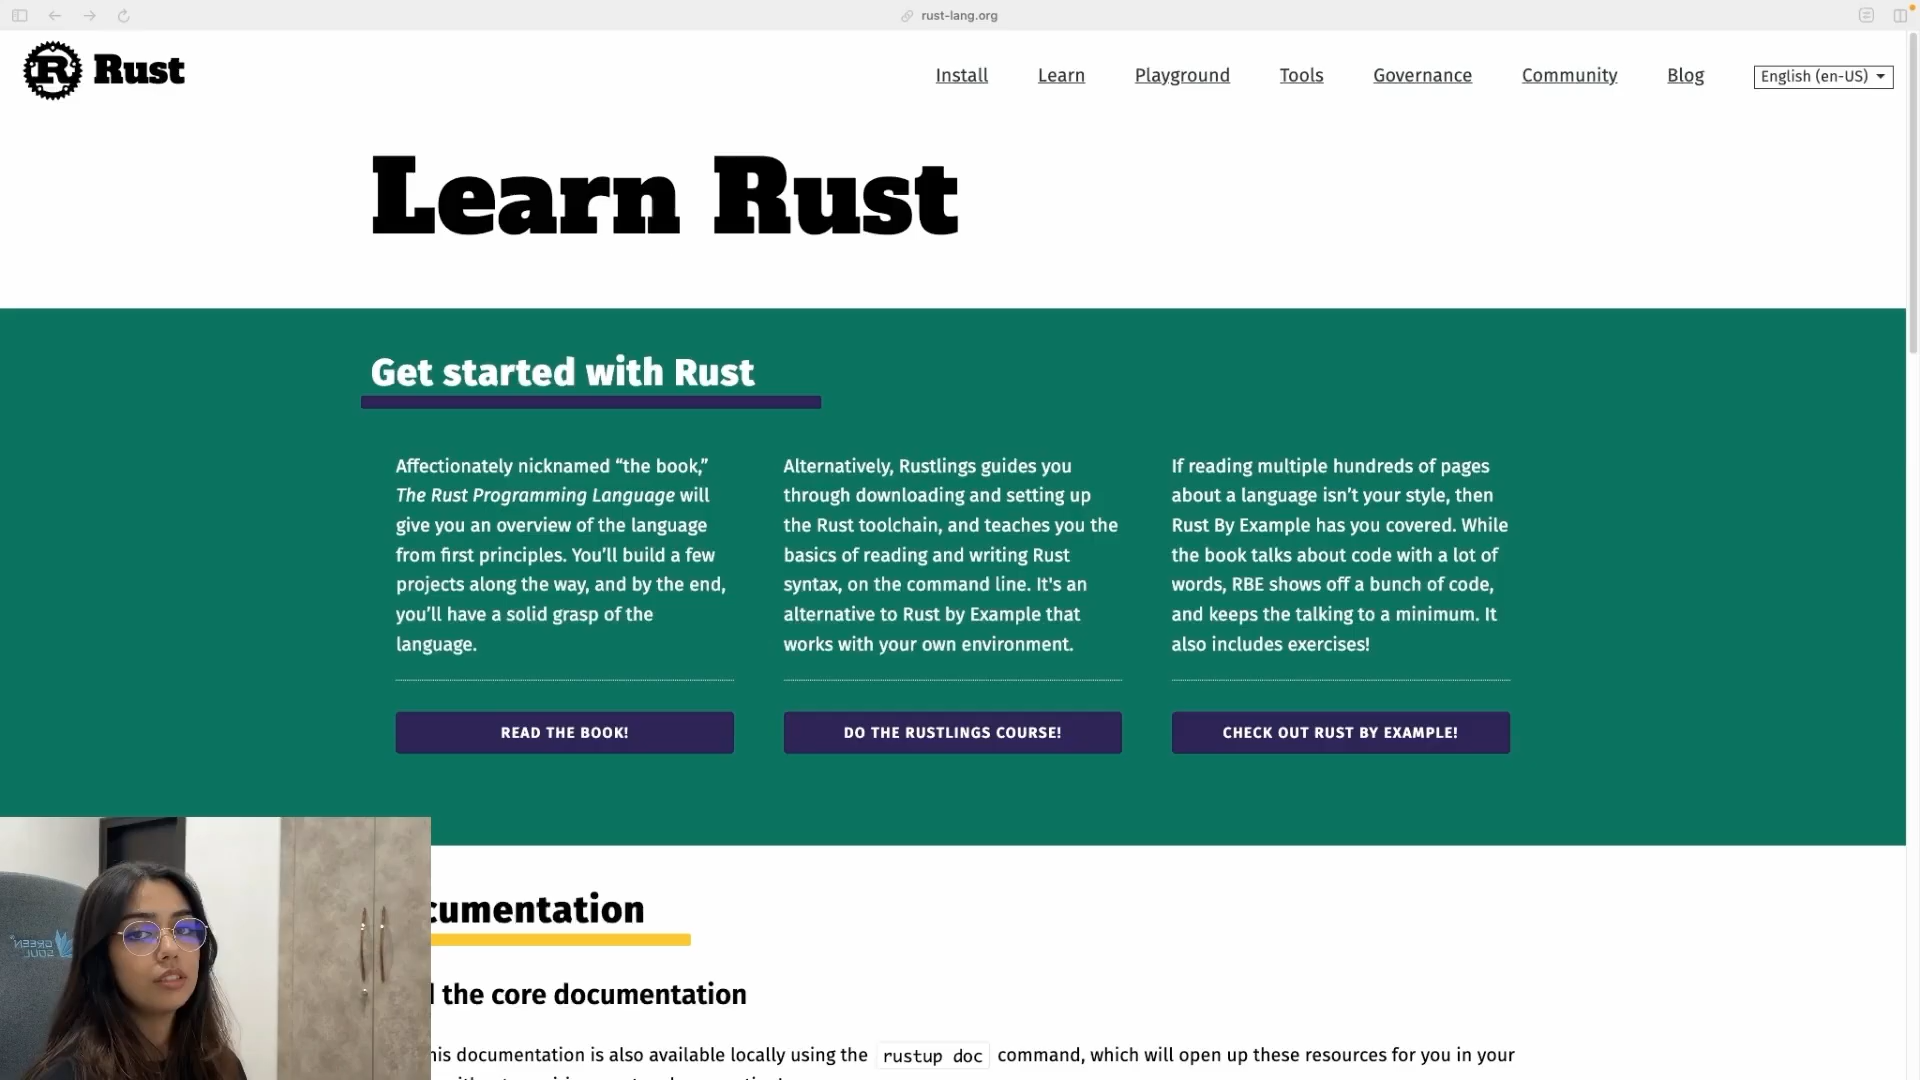 rust-lang.org
Rust
Install Learn Playground Tools Governance Community Blog English (en-US)
Learn Rust
Get started with Rust
Affectionately nicknamed “the book,”
The Rust Programming Language will
give you an overview of the language
from first principles. You’ll build a few
projects along the way, and by the end,
you’ll have a solid grasp of the
language.
READ THE BOOK!
Alternatively, Rustlings guides you
through downloading and setting up
the Rust toolchain, and teaches you the
basics of reading and writing Rust
syntax, on the command line. It's an
alternative to Rust by Example that
works with your own environment.
DO THE RUSTLINGS COURSE!
If reading multiple hundreds of pages
about a language isn’t your style, then
Rust By Example has you covered. While
the book talks about code with a lot of
words, RBE shows off a bunch of code,
and keeps the talking to a minimum. It
also includes exercises!
CHECK OUT RUST BY EXAMPLE!
cumentation
the core documentation
his documentation is also available locally using the rustup doc command, which will open up these resources for you in your
GREEN
SOUL